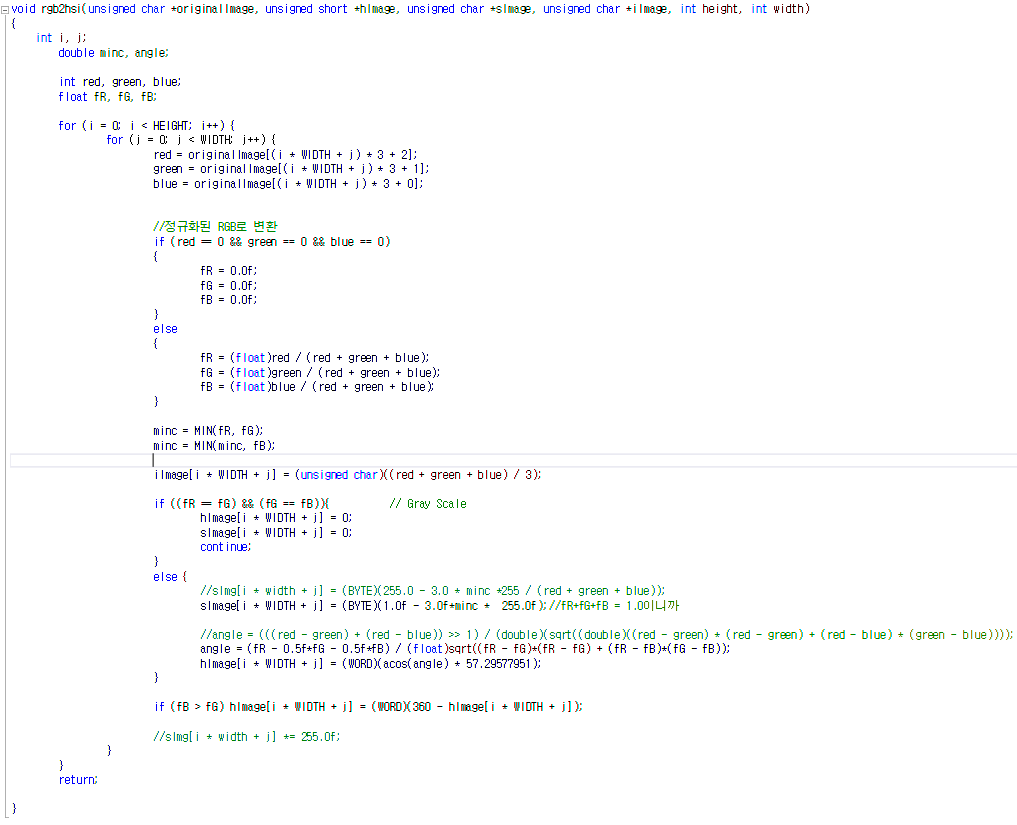 void rgb2hsi(unsigned char *originalImage, unsigned short *hImage, unsigned char *sImage, unsigned char *iImage, int height, int width)
{
int i, j;
double minc, angle;
int red, green, blue;
float fR, fG, fB;
for (i = 0; i < HEIGHT; i++) {
for (j = 0; j < WIDTH; j++) {
red = originalImage[(i * WIDTH + j) * 3 + 2];
green = originalImage[(i * WIDTH + j) * 3 + 1];
blue = originalImage[(i * WIDTH + j) * 3 + 0];
//정규화된 RGB로 변환
if (red == 0 && green == 0 && blue == 0)
{
fR = 0.0f;
fG = 0.0f;
fB = 0.0f;
}
else
{
fR = (float)red / (red + green + blue);
fG = (float)green / (red + green + blue);
fB = (float)blue / (red + green + blue);
}
minc = MIN(fR, fG);
minc = MIN(minc, fB);
iImage[i * WIDTH + j] = (unsigned char)((red + green + blue) / 3);
if ((fR == fG) && (fG == fB)){ // Gray Scale
hImage[i * WIDTH + j] = 0;
sImage[i * WIDTH + j] = 0;
continue;
}
else {
//sImg[i * width + j] = (BYTE)(255.0 - 3.0 * minc *255 / (red + green + blue));
sImage[i * WIDTH + j] = (BYTE)(1.0f - 3.0f*minc * 255.0f);//fR+fG+fB = 1.0이니까
//angle = (((red - green) + (red - blue)) >> 1) / (double)(sqrt((double)((red - green) * (red - green) + (red - blue) * (green - blue))));
angle = (fR - 0.5f*fG - 0.5f*fB) / (float)sqrt((fR - fG)*(fR - fG) + (fR - fB)*(fG - fB));
hImage[i * WIDTH + j] = (WORD)(acos(angle) * 57.29577951);
}
if (fB > fG) hImage[i * WIDTH + j] = (WORD)(360 - hImage[i * WIDTH + j]);
//sImg[i * width + j] *= 255.0f;
}
}
return;
}